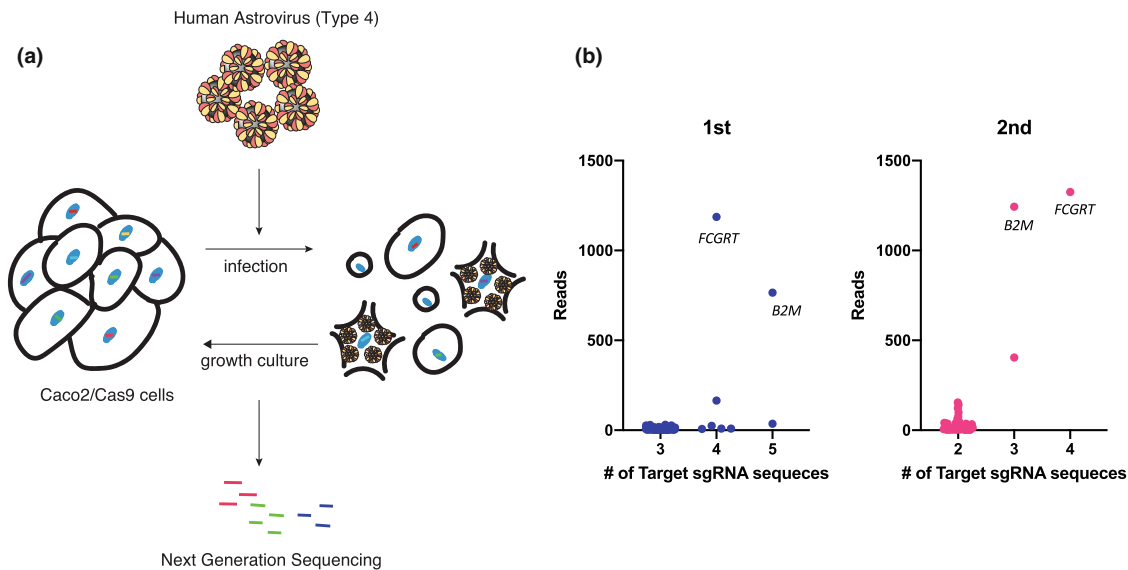 Human Astrovirus (Type 4)
(a)
infection
growth culture
Caco2/Cas9 cells
Next Generation Sequencing
(b)
1st
1500
1000
500
0
Reads
FCGRT
B2M
3 4 5
# of Target sgRNA sequeces
2nd
1500
1000
500
0
Reads
B2M
FCGRT
2 3 4
# of Target sgRNA sequeces